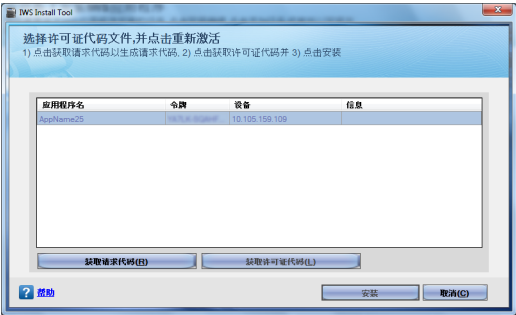 IWS Install Tool
选择许可证代码文件,并点击重新激活
1) 点击获取请求代码以生成请求代码, 2) 点击获取许可证代码并 3) 点击安装
应用程序名 令牌 设备 信息
AppName25 10.105.159.109
获取请求代码(R) 获取许可证代码(L)
? 帮助 安装 取消(C)